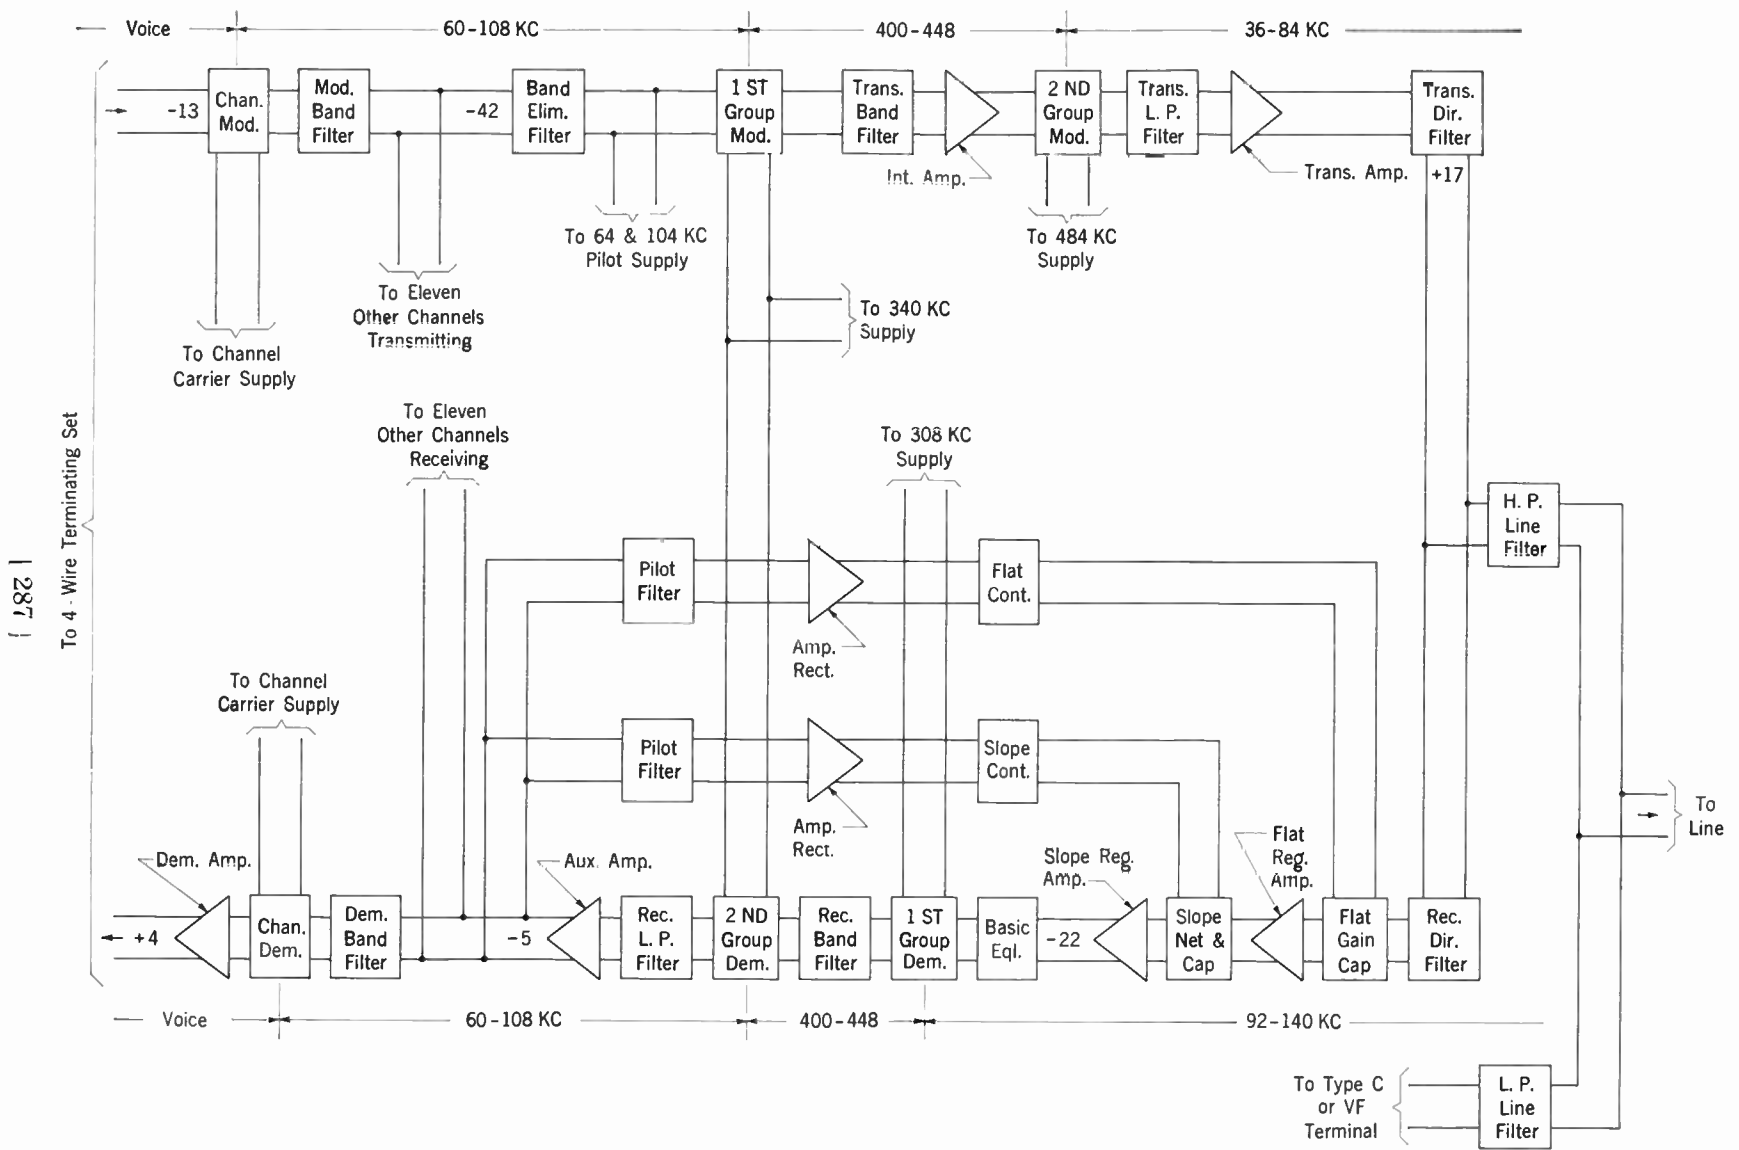 Voice
60-108 KC
400-448
36-84 KC
-13
Chan.
Mod.
Mod.
Band
Filter
-42
Band
Elim.
Filter
1 ST
Group
Mod.
Trans.
Band
Filter
Int. Amp.
2 ND
Group
Mod.
Trans.
L. P.
Filter
Trans. Amp.
Trans.
Dir.
Filter
+17
To 64 & 104 KC
Pilot Supply
To 484 KC
Supply
To Eleven
Other Channels
Transmitting
To 340 KC
Supply
To Channel
Carrier Supply
To Eleven
Other Channels
Receiving
To 308 KC
Supply
To 4 - Wire Terminating Set
| 287 |
H. P.
Line
Filter
Pilot
Filter
Amp.
Rect.
Flat
Cont.
To Channel
Carrier Supply
Pilot
Filter
Amp.
Rect.
Slope
Cont.
To
Line
Dem. Amp.
Aux. Amp.
Slope Reg.
Amp.
Flat
Reg.
Amp.
+4
Chan.
Dem.
Dem.
Band
Filter
-5
Rec.
L. P.
Filter
2 ND
Group
Dem.
Rec.
Band
Filter
1 ST
Group
Dem.
Basic
Eql.
-22
Slope
Net &
Cap
Flat
Gain
Cap
Rec.
Dir.
Filter
Voice
60-108 KC
400-448
92-140 KC
To Type C
or VF
Terminal
L. P.
Line
Filter